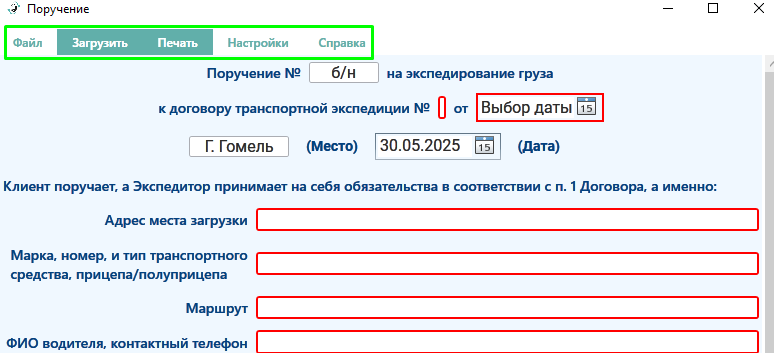 Поручение
Файл Загрузить Печать Настройки Справка
Поручение № б/н на экспедирование груза
к договору транспортной экспедиции № от Выбор даты 15
Г. Гомель (Место) 30.05.2025 15 (Дата)
Клиент поручает, а Экспедитор принимает на себя обязательства в соответствии с п. 1 Договора, а именно:
Адрес места загрузки
Марка, номер, и тип транспортного
средства, прицепа/полуприцепа
Маршрут
ФИО водителя, контактный телефон